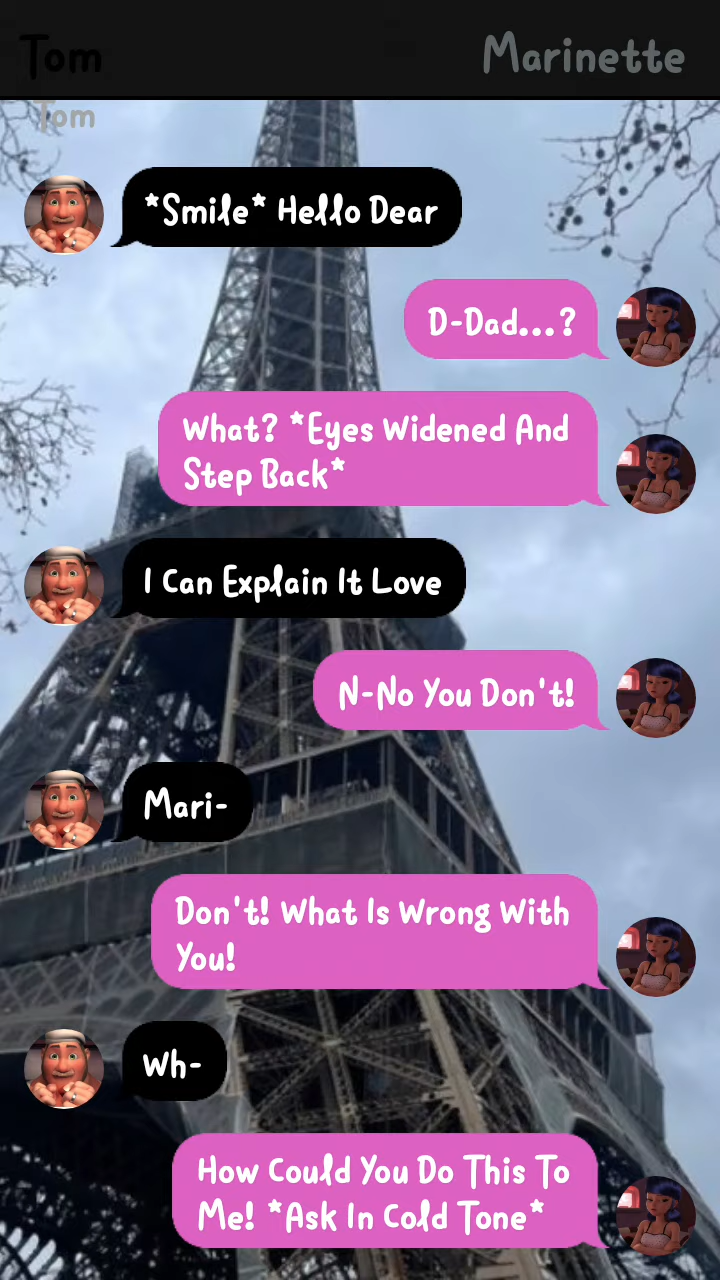 Tom
Marinette
Tom
*Smile* Hello Dear
D-Dad...?
What? *Eyes Widened And
Step Back*
I Can Explain It Love
N-No You Don't!
Mari-
Don't! What Is Wrong With
You!
Wh-
How Could You Do This To
Me! *Ask In Cold Tone*